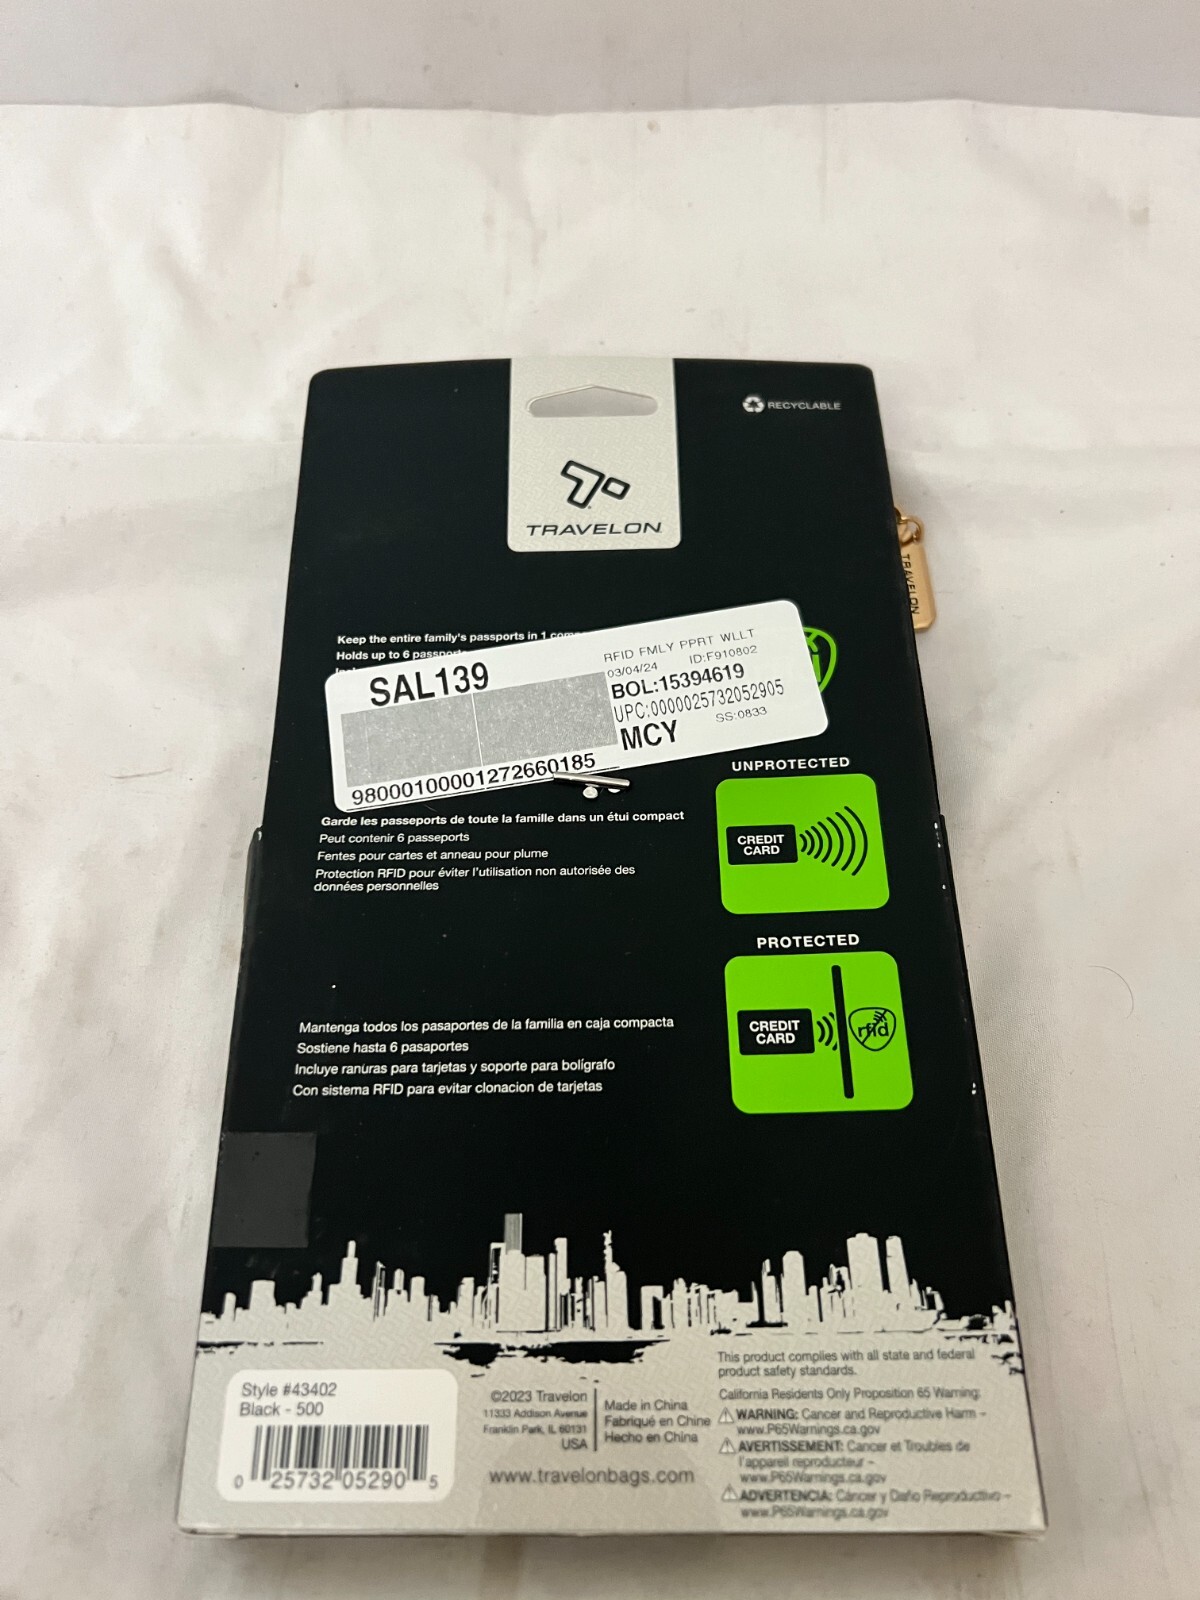 RECYCLABLE
TRAVELON
TRAVELON
Keep the entire family's passports in 1
Holds up to 6
SAL139
RFID FMLY PPRT WLLT
03/04/24 ID:F910802
BOL:15394619
UPC:0000025732052905
MCY SS:0833
98000100001272660185
Garde les passeports de toute la famille dans un étui compact
Peut contenir 6 passeports
Fentes pour cartes et anneau pour plume
Protection RFID pour éviter l'utilisation non autorisée des
données personnelles
UNPROTECTED
CREDIT
CARD
PROTECTED
CREDIT
CARD
rfid
Mantenga todos los pasaportes de la familia en caja compacta
Sostiene hasta 6 pasaportes
Incluye ranuras para tarjetas y soporte para bolígrafo
Con sistema RFID para evitar clonacion de tarjetas
Style #43402
Black - 500
0 25732 05290 5
©2023 Travelon
11333 Addison Avenue
Franklin Park, IL 60131
USA
Made in China
Fabriqué en Chine
Hecho en China
www.travelonbags.com
This product complies with all state and federal
product safety standards.
California Residents Only Proposition 65 Warning:
WARNING: Cancer and Reproductive Harm –
www.P65Warnings.ca.gov
AVERTISSEMENT: Cancer et Troubles de
l'appareil reproducteur –
www.P65Warnings.ca.gov
ADVERTENCIA: Cáncer y Daño Reproductivo –
www.P65Warnings.ca.gov